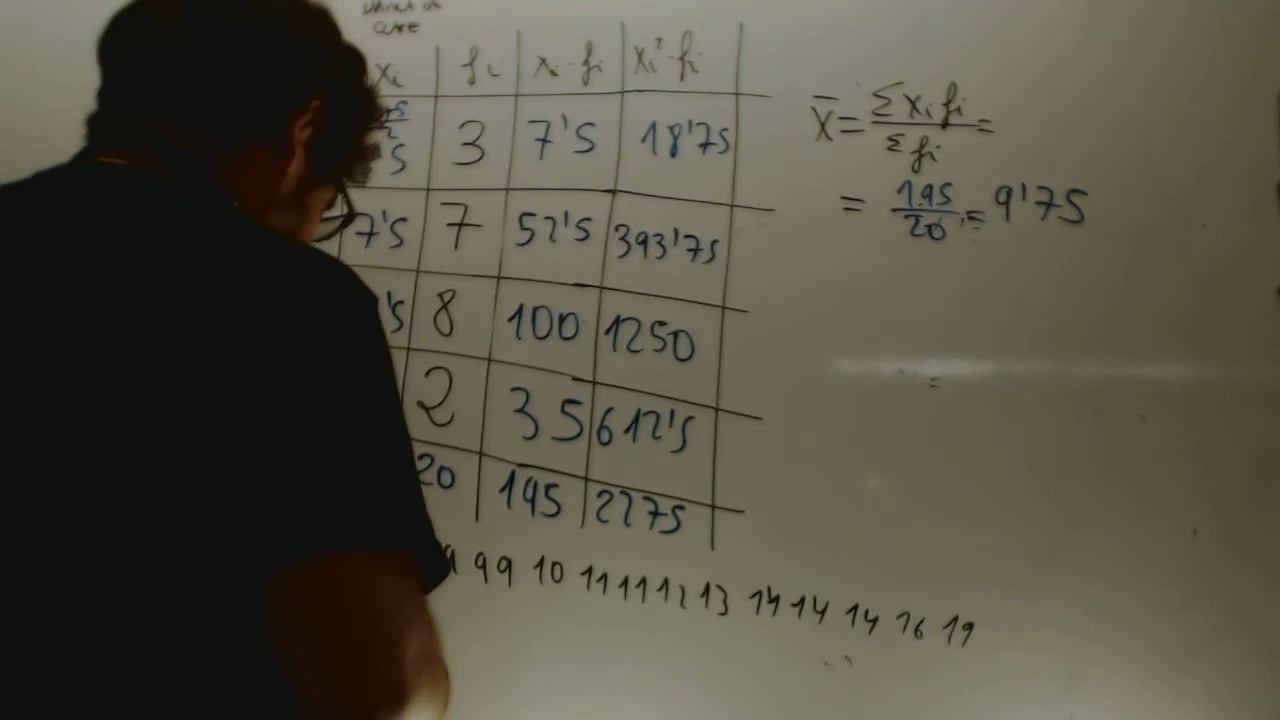 xi fi xi·fi xi²·fi
3 7'5 18'75
7'5 7 52'5 393'75
'5 8 100 1250
2 35 612'5
20 195 2275
x̄ = Σxifi / Σfi =
= 195 / 20 = 9'75
9 9 10 11 11 12 13 14 14 14 16 19